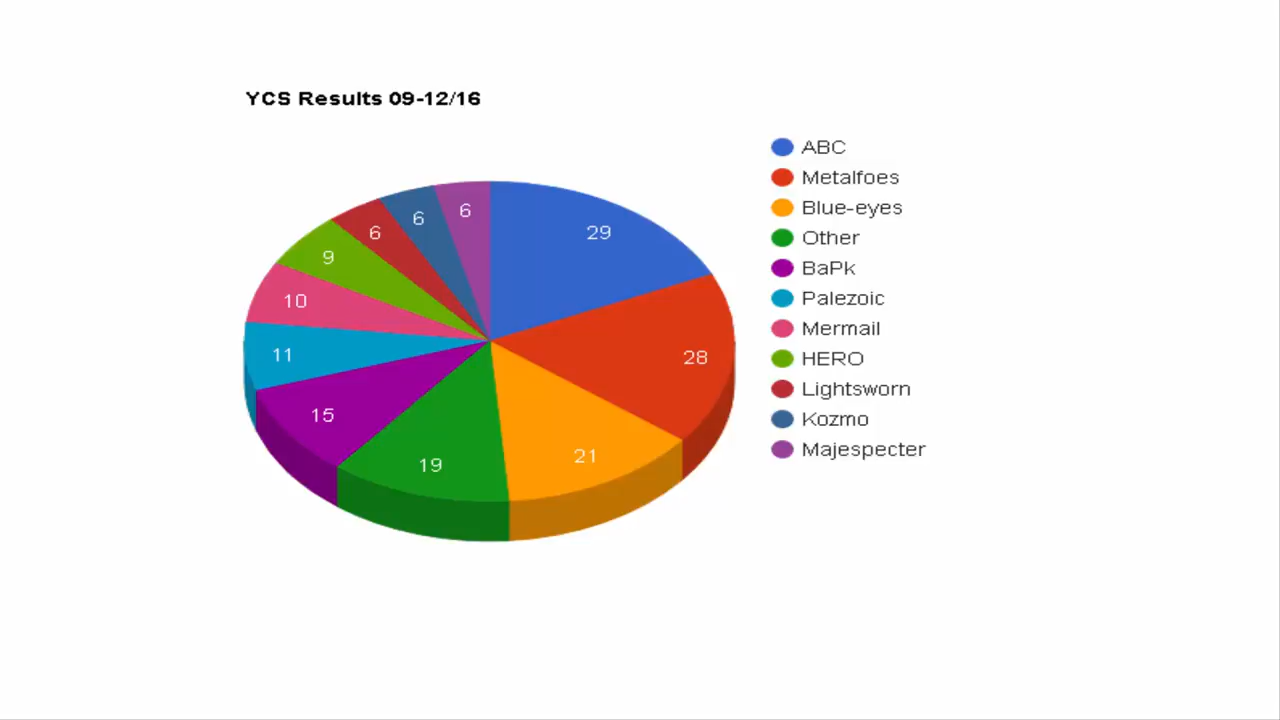 YCS Results 09-12/16
ABC
Metalfoes
Blue-eyes
Other
BaPk
Palezoic
Mermail
HERO
Lightsworn
Kozmo
Majespecter
29
28
21
19
15
11
10
9
6
6
6